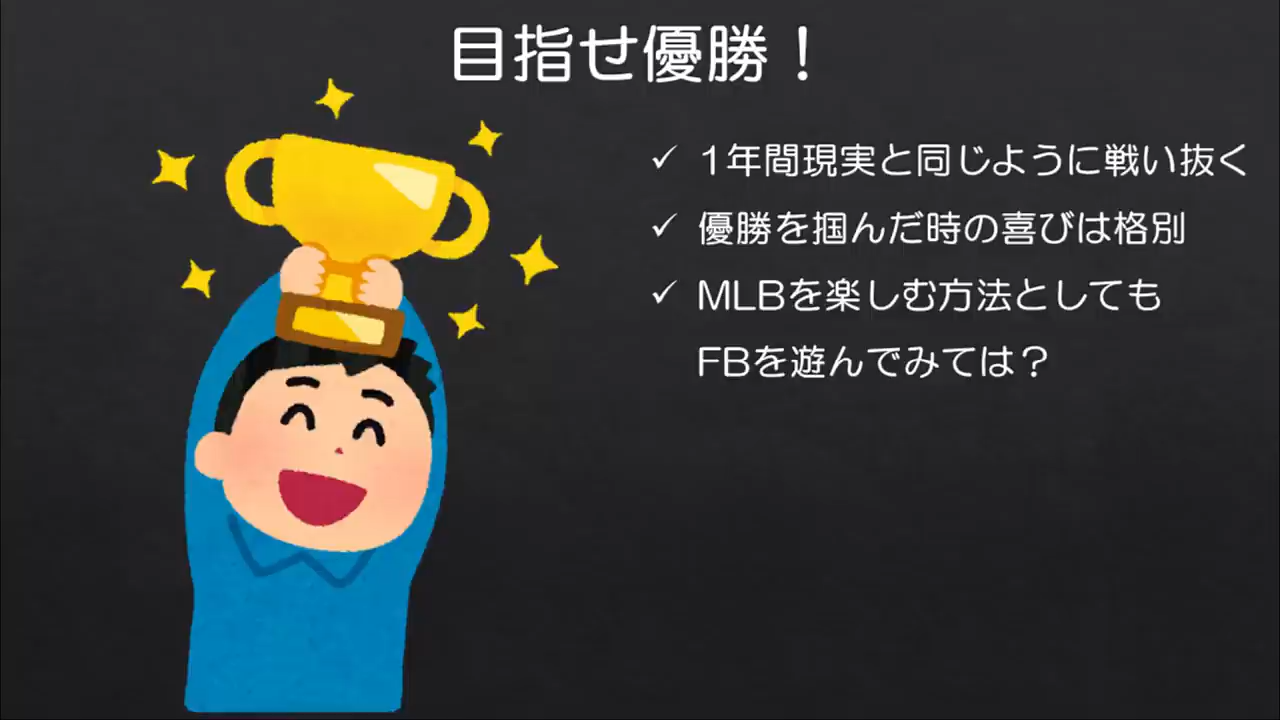 目指せ優勝！
✓ 1年間現実と同じように戦い抜く
✓ 優勝を掴んだ時の喜びは格別
✓ MLBを楽しむ方法としても
FBを遊んでみては？